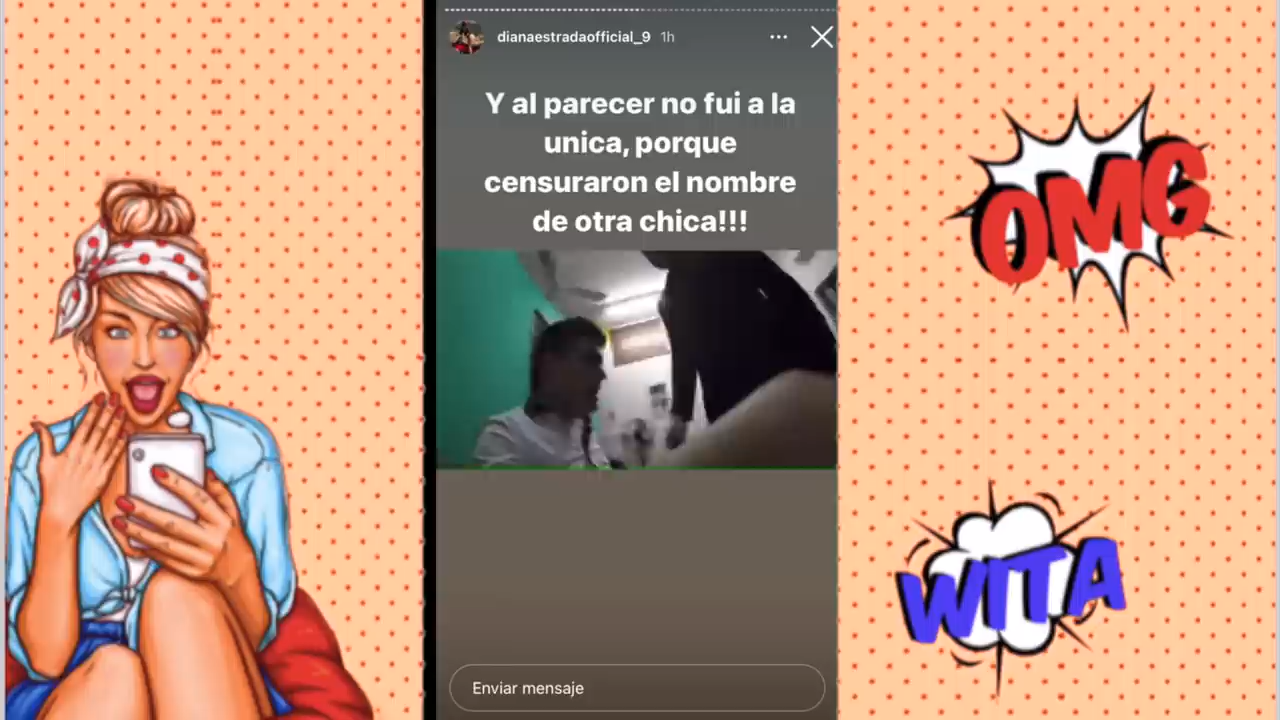 dianaestradaofficial_9 1h
Y al parecer no fui a la
unica, porque
censuraron el nombre
de otra chica!!!
OMG
WITA
Enviar mensaje